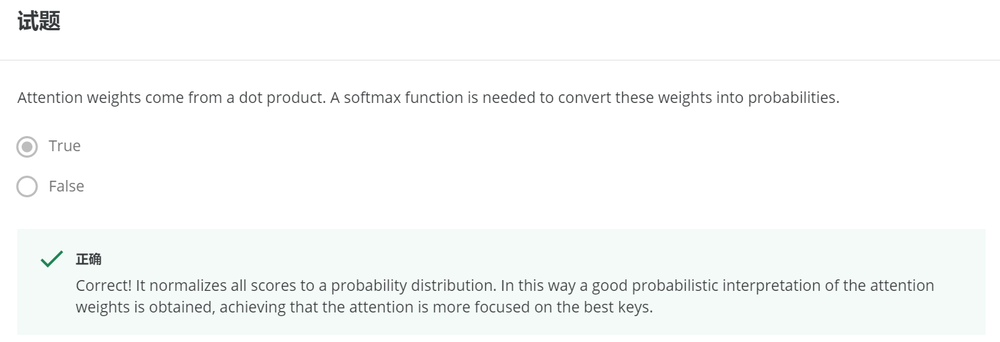 试题
Attention weights come from a dot product. A softmax function is needed to convert these weights into probabilities.
True
False
正确
Correct! It normalizes all scores to a probability distribution. In this way a good probabilistic interpretation of the attention
weights is obtained, achieving that the attention is more focused on the best keys.